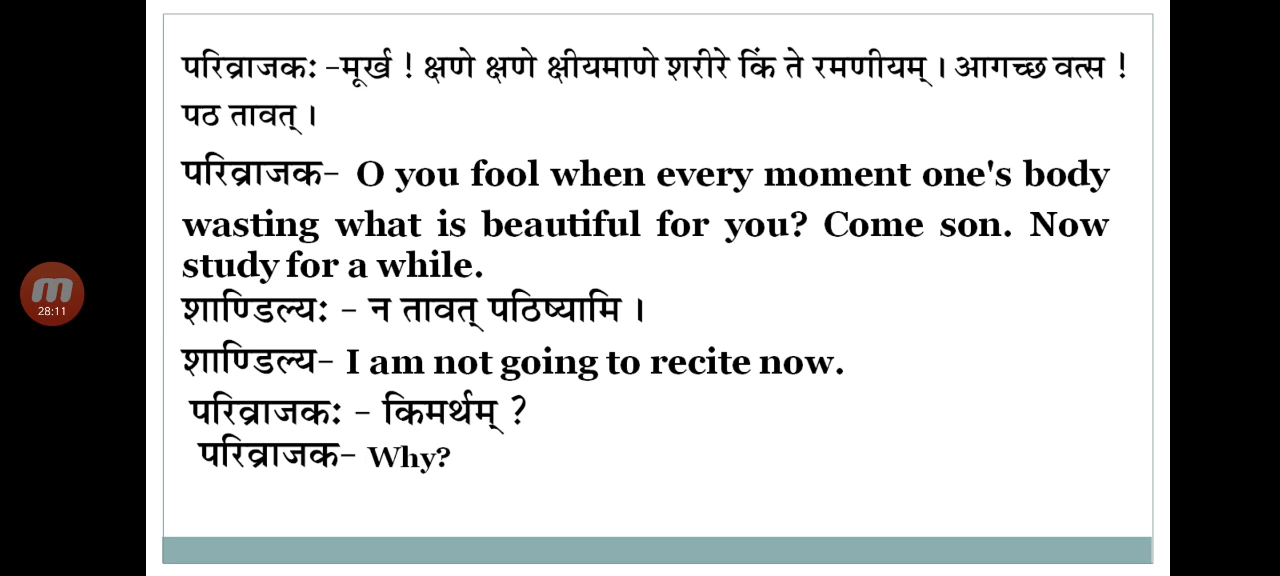 परिव्राजकः -मूर्ख ! क्षणे क्षणे क्षीयमाणे शरीरे किं ते रमणीयम् । आगच्छ वत्स !
पठ तावत् ।
परिव्राजक- O you fool when every moment one's body
wasting what is beautiful for you? Come son. Now
study for a while.
शाण्डिल्यः - न तावत् पठिष्यामि ।
शाण्डिल्य- I am not going to recite now.
परिव्राजकः - किमर्थम् ?
परिव्राजक- Why?
28:11